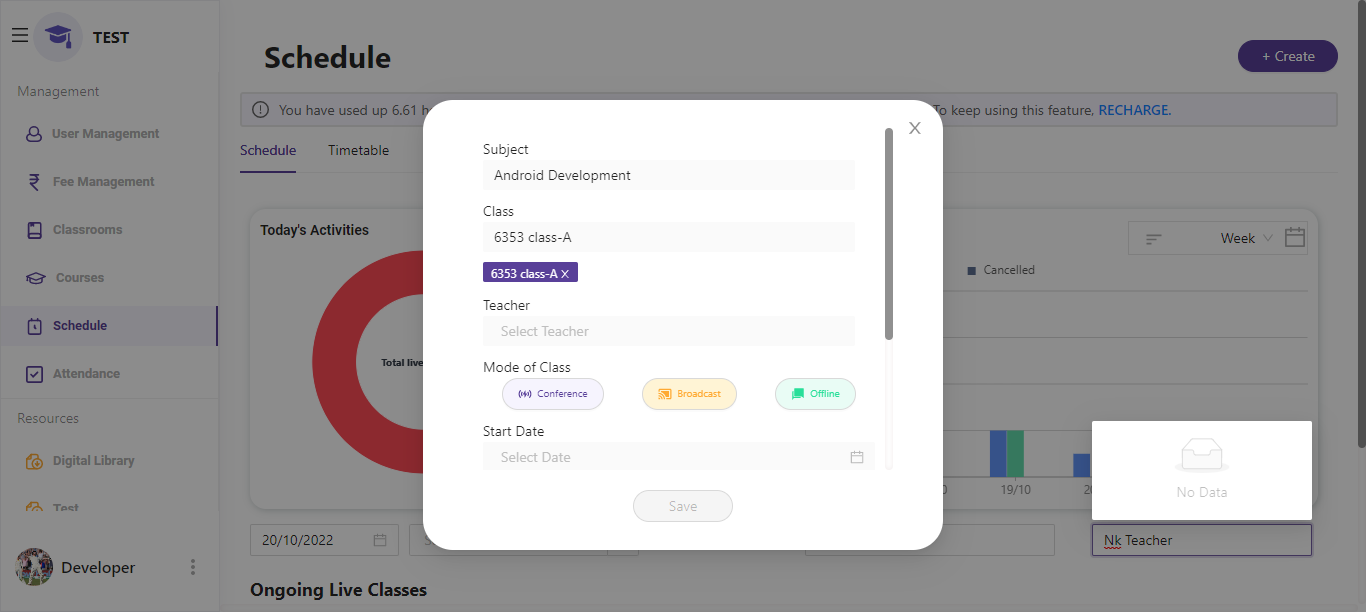 TEST
Management
User Management
Fee Management
Classrooms
Courses
Schedule
Attendance
Resources
Digital Library
Test
Developer
Schedule
+ Create
You have used up 6.61 h
To keep using this feature, RECHARGE.
Schedule
Timetable
Today's Activities
Total live
Week
Cancelled
19/10
20/10/2022
Ongoing Live Classes
Subject
Android Development
Class
6353 class-A
6353 class-A X
Teacher
Select Teacher
Mode of Class
Conference
Broadcast
Offline
Start Date
Select Date
Save
No Data
Nk Teacher